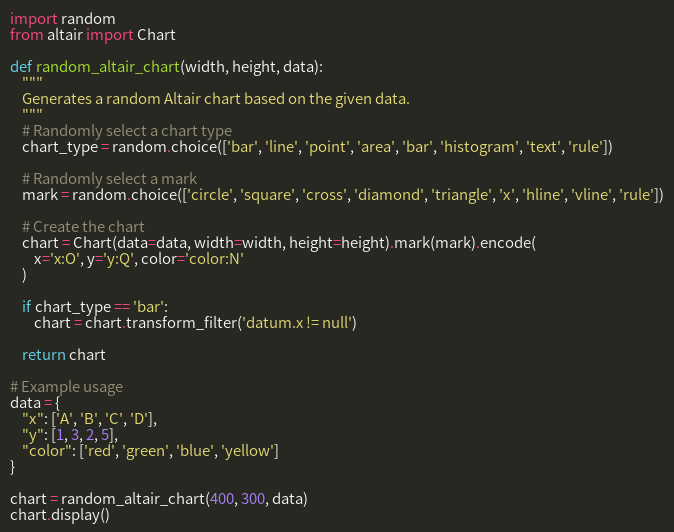 import random
from altair import Chart

def random_altair_chart(width, height, data):
    """
    Generates a random Altair chart based on the given data.
    """
    # Randomly select a chart type
    chart_type = random.choice(['bar', 'line', 'point', 'area', 'bar', 'histogram', 'text', 'rule'])

    # Randomly select a mark
    mark = random.choice(['circle', 'square', 'cross', 'diamond', 'triangle', 'x', 'hline', 'vline', 'rule'])

    # Create the chart
    chart = Chart(data=data, width=width, height=height).mark(mark).encode(
        x='x:O', y='y:Q', color='color:N'
    )

    if chart_type == 'bar':
        chart = chart.transform_filter('datum.x != null')

    return chart

# Example usage
data = {
    "x": ['A', 'B', 'C', 'D'],
    "y": [1, 3, 2, 5],
    "color": ['red', 'green', 'blue', 'yellow']
}

chart = random_altair_chart(400, 300, data)
chart.display()